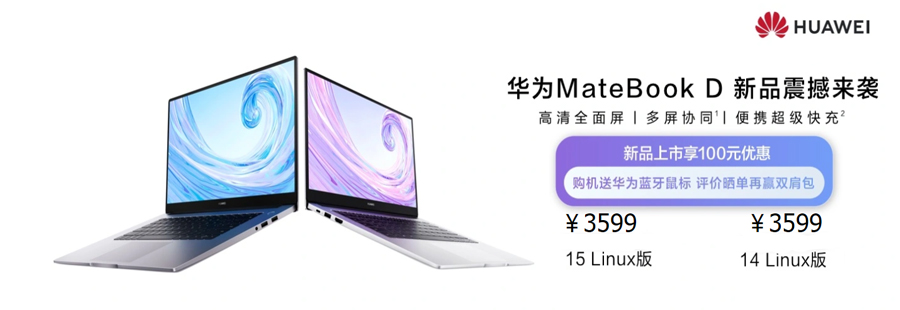 HUAWEI
华为MateBook D 新品震撼来袭
高清全面屏 | 多屏协同1 | 便携超级快充2
新品上市享100元优惠
购机送华为蓝牙鼠标 评价晒单再赢双肩包
¥3599 ¥3599
15 Linux版 14 Linux版